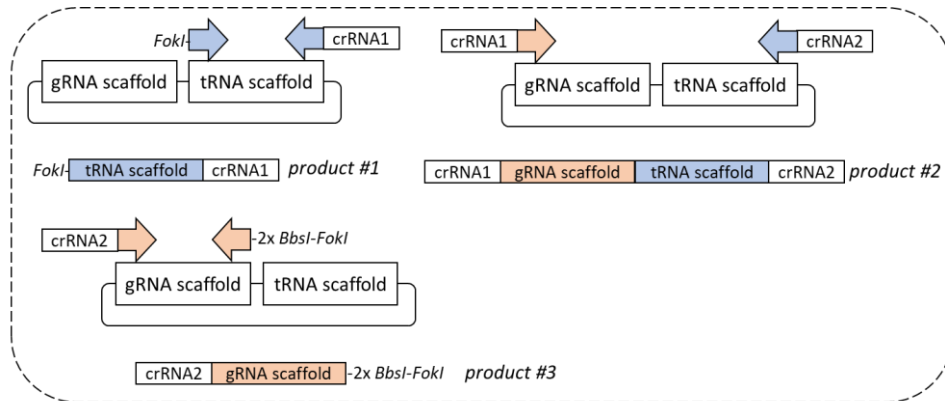 FokI-
crRNA1
gRNA scaffold
tRNA scaffold
FokI-
tRNA scaffold
crRNA1
product #1
crRNA1
crRNA2
gRNA scaffold
tRNA scaffold
crRNA1
gRNA scaffold
tRNA scaffold
crRNA2
product #2
crRNA2
-2x BbsI-FokI
gRNA scaffold
tRNA scaffold
crRNA2
gRNA scaffold
-2x BbsI-FokI
product #3